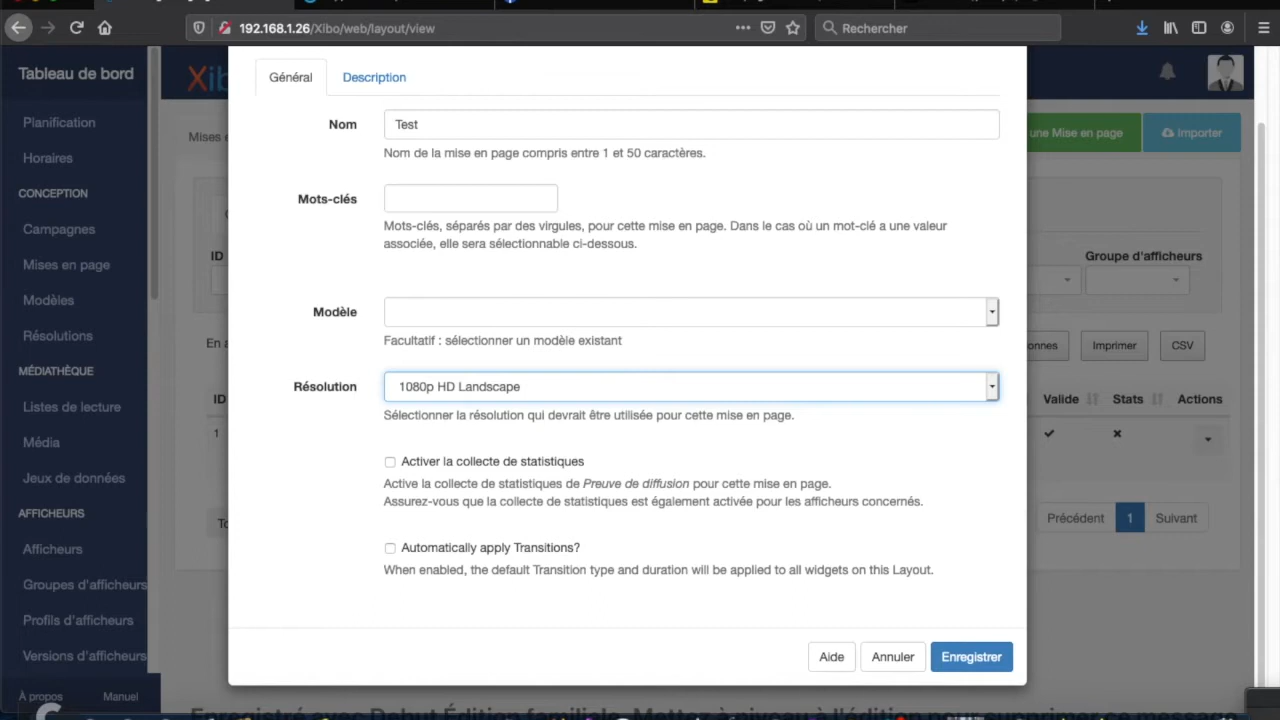 192.168.1.26/Xibo/web/layout/view
Rechercher
Tableau de bord
Xib
Planification
Horaires
CONCEPTION
Campagnes
Mises en page
Modèles
Résolutions
MÉDIATHÈQUE
Listes de lecture
Média
Jeux de données
AFFICHEURS
Afficheurs
Groupes d'afficheurs
Profils d'afficheurs
Versions d'afficheurs
À propos
Manuel
Mises e
une Mise en page
Importer
ID
Groupe d'afficheurs
En a
onnes
Imprimer
CSV
ID
Valide
Stats
Actions
1
To
Précédent
1
Suivant
Général
Description
Nom
Test
Nom de la mise en page compris entre 1 et 50 caractères.
Mots-clés
Mots-clés, séparés par des virgules, pour cette mise en page. Dans le cas où un mot-clé a une valeur
associée, elle sera sélectionnable ci-dessous.
Modèle
Facultatif : sélectionner un modèle existant
Résolution
1080p HD Landscape
Sélectionner la résolution qui devrait être utilisée pour cette mise en page.
Activer la collecte de statistiques
Active la collecte de statistiques de Preuve de diffusion pour cette mise en page.
Assurez-vous que la collecte de statistiques est également activée pour les afficheurs concernés.
Automatically apply Transitions?
When enabled, the default Transition type and duration will be applied to all widgets on this Layout.
Aide
Annuler
Enregistrer